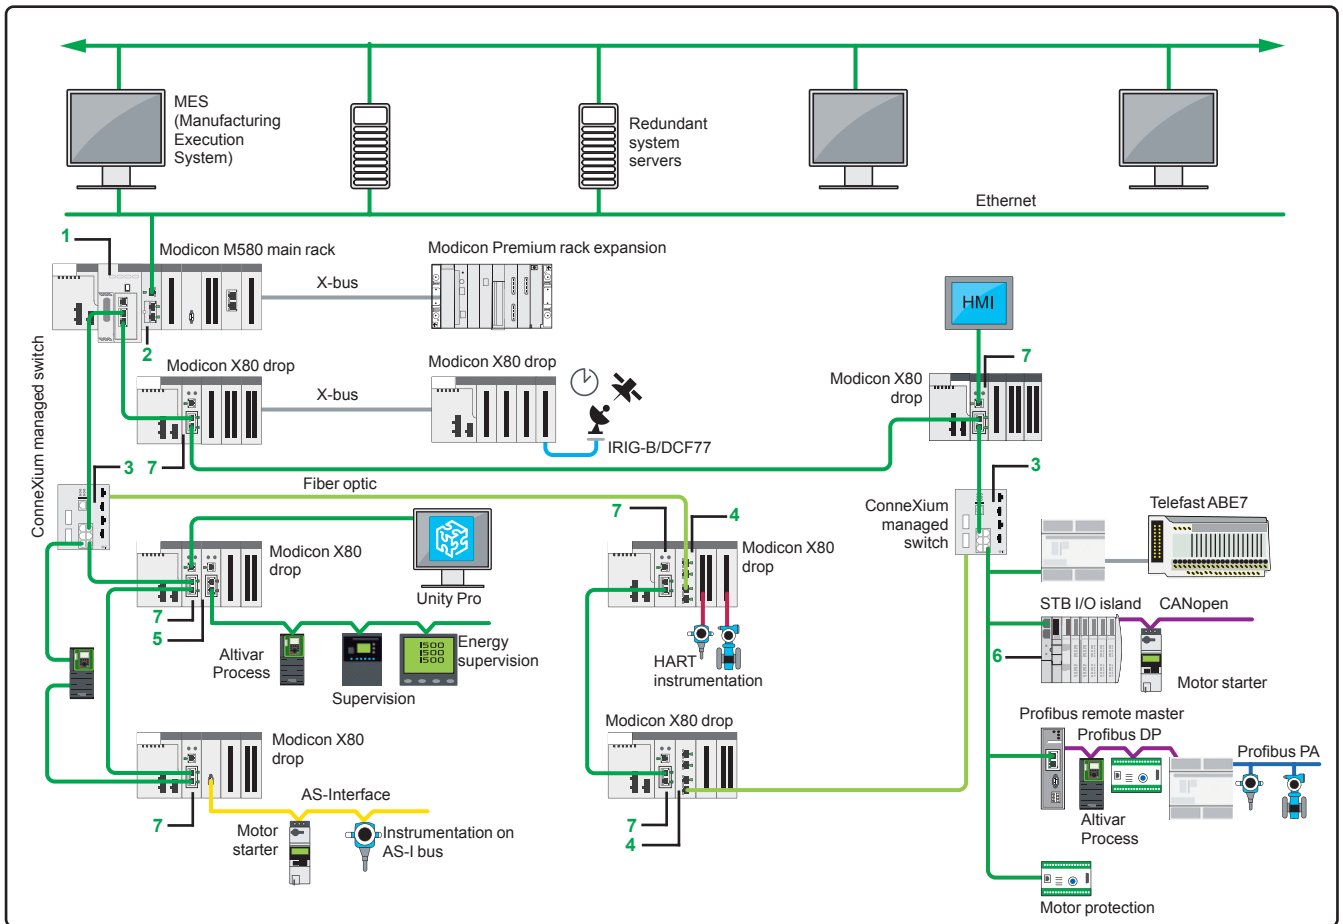 MES
(Manufacturing
Execution
System)
Redundant
system
servers
Ethernet
1
Modicon M580 main rack
Modicon Premium rack expansion
X-bus
HMI
2
Modicon X80 drop
Modicon X80 drop
7
Modicon X80
drop
X-bus
IRIG-B/DCF77
ConneXium managed switch
3
7
Fiber optic
3
ConneXium
managed
switch
Telefast ABE7
7
4
Modicon X80
drop
Modicon X80
drop
Unity Pro
7
5
STB I/O island
CANopen
6
Altivar
Process
Supervision
Energy
supervision
1500
1500
1500
HART
instrumentation
Motor starter
Modicon X80
drop
Modicon X80 drop
Profibus remote master
Profibus DP
Profibus PA
7
AS-Interface
7
4
Altivar
Process
Motor
starter
Instrumentation on
AS-I bus
Motor protection